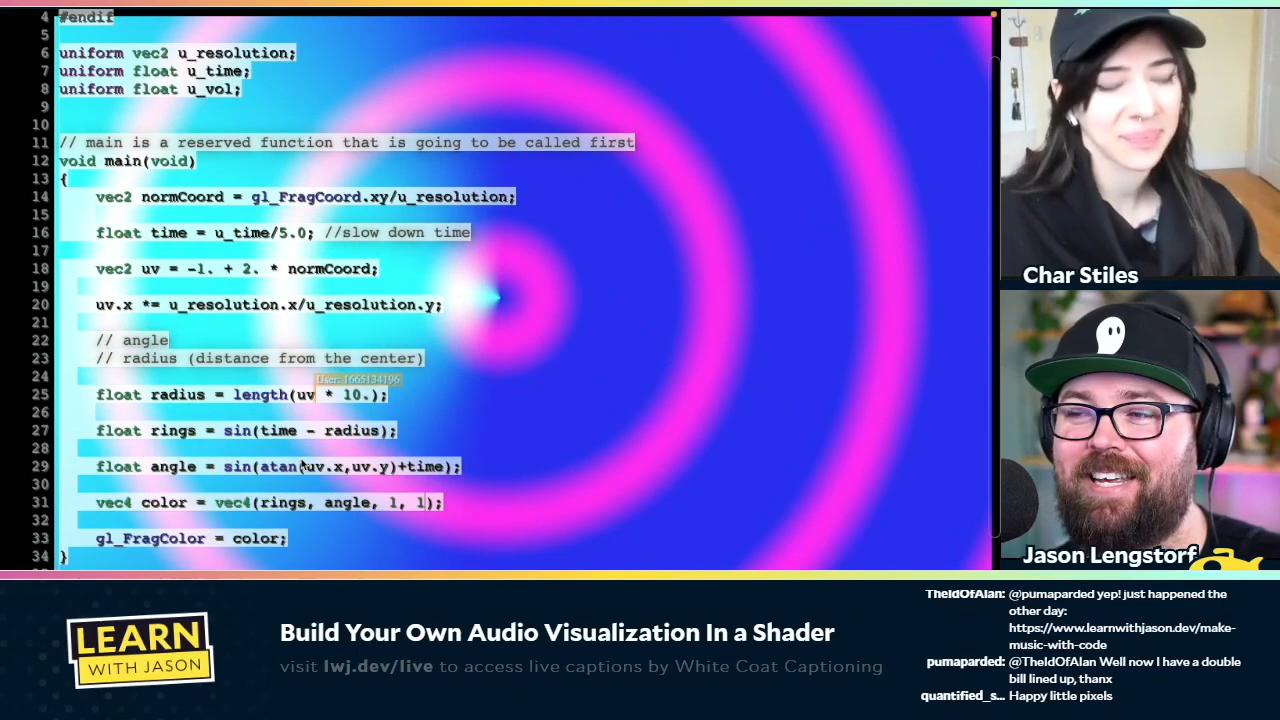 4 #endif
5
6 uniform vec2 u_resolution;
7 uniform float u_time;
8 uniform float u_vol;
9
10
11 // main is a reserved function that is going to be called first
12 void main(void)
13 {
14 vec2 normCoord = gl_FragCoord.xy/u_resolution;
15
16 float time = u_time/5.0; //slow down time
17
18 vec2 uv = -1. + 2. * normCoord;
19
20 uv.x *= u_resolution.x/u_resolution.y;
21
22 // angle
23 // radius (distance from the center)
24
User: 1665134196
25 float radius = length(uv * 10.);
26
27 float rings = sin(time - radius);
28
29 float angle = sin(atan(uv.x,uv.y)+time);
30
31 vec4 color = vec4(rings, angle, 1, 1);
32
33 gl_FragColor = color;
34 }
Char Stiles
Jason Lengstorf
LEARN
WITH JASON
Build Your Own Audio Visualization In a Shader
visit lwj.dev/live to access live captions by White Coat Captioning
TheIdOfAlan: @pumaparded yep! just happened the
other day:
https://www.learnwithjason.dev/make-
music-with-code
pumaparded: @TheIdOfAlan Well now I have a double
bill lined up, thanx
quantified_s... Happy little pixels